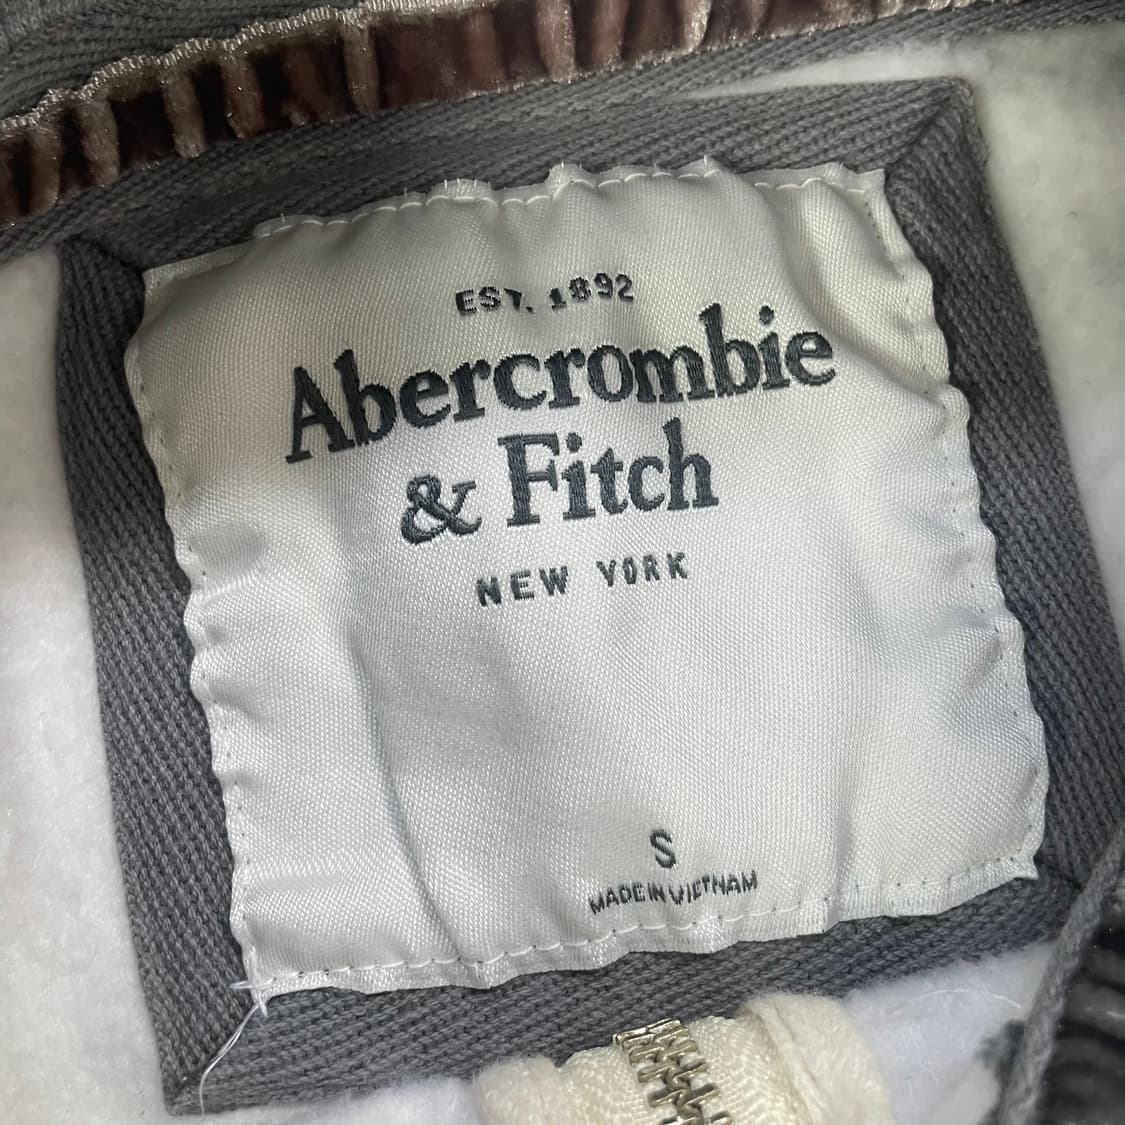 EST. 1892
Abercrombie
& Fitch
NEW YORK
S
MADE IN VIETNAM